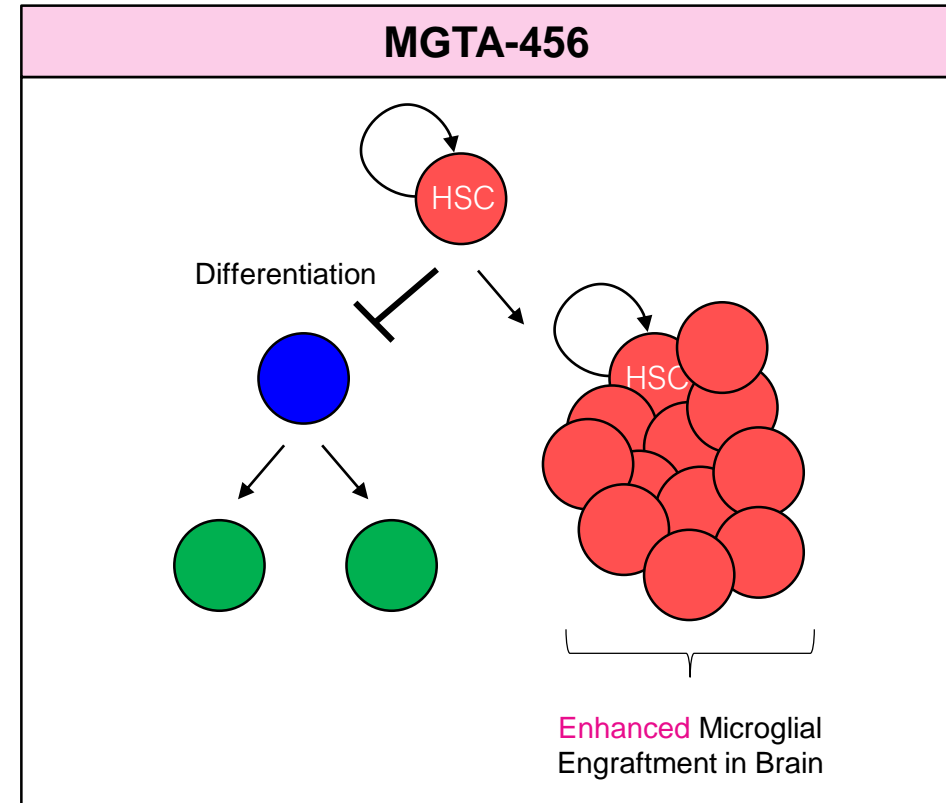 MGTA-456
HSC
Differentiation
HSC
Enhanced Microglial
Engraftment in Brain